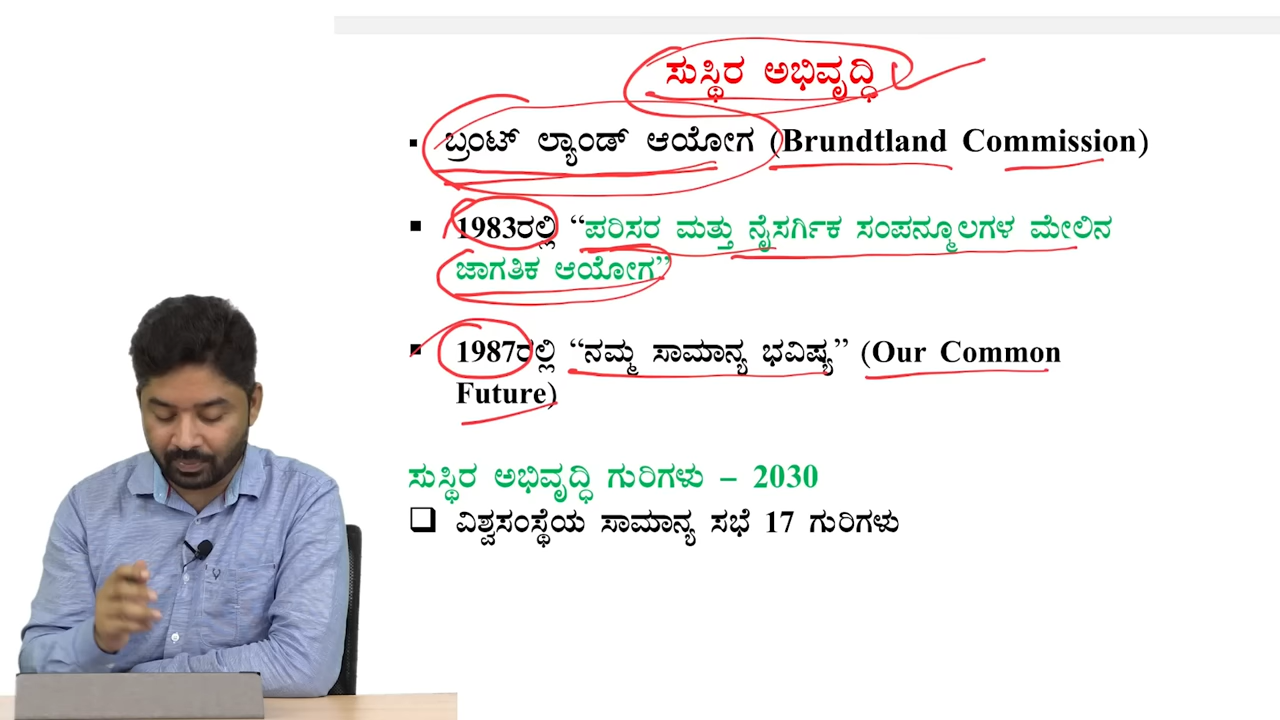 ಸುಸ್ಥಿರ ಅಭಿವೃದ್ಧಿ
▪ ಬ್ರಂಟ್ ಲ್ಯಾಂಡ್ ಆಯೋಗ (Brundtland Commission)
▪ 1983ರಲ್ಲಿ “ಪರಿಸರ ಮತ್ತು ನೈಸರ್ಗಿಕ ಸಂಪನ್ಮೂಲಗಳ ಮೇಲಿನ
ಜಾಗತಿಕ ಆಯೋಗ”
▪ 1987ರಲ್ಲಿ “ನಮ್ಮ ಸಾಮಾನ್ಯ ಭವಿಷ್ಯ” (Our Common
Future)
ಸುಸ್ಥಿರ ಅಭಿವೃದ್ಧಿ ಗುರಿಗಳು – 2030
❑ ವಿಶ್ವಸಂಸ್ಥೆಯ ಸಾಮಾನ್ಯ ಸಭೆ 17 ಗುರಿಗಳು